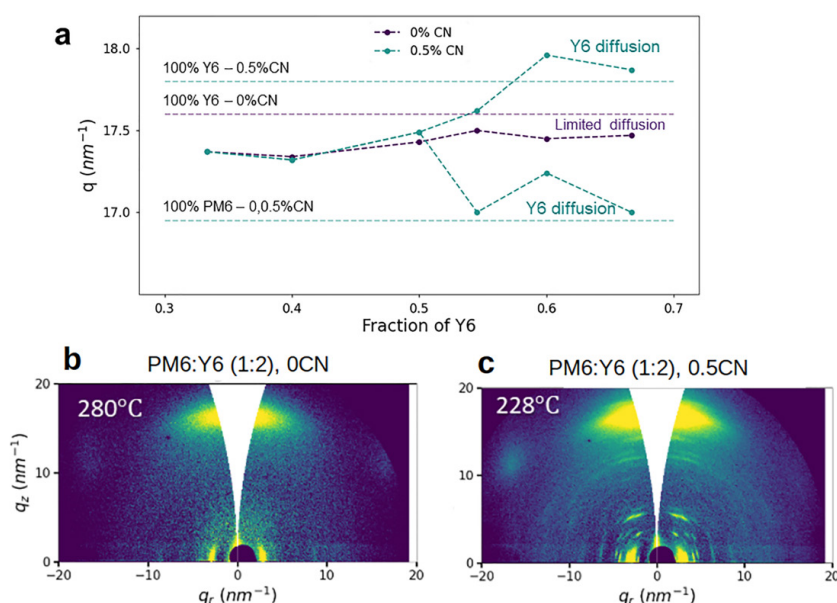 a
0% CN
0.5% CN
Y6 diffusion
100% Y6 – 0.5%CN
100% Y6 – 0%CN
Limited diffusion
100% PM6 – 0,0.5%CN
Y6 diffusion
q (nm⁻¹)
18.0
17.5
17.0
0.3 0.4 0.5 0.6 0.7
Fraction of Y6
b
PM6:Y6 (1:2), 0CN
280°C
q_z (nm⁻¹)
20
10
0
−20 −10 0 10 20
q_r (nm⁻¹)
c
PM6:Y6 (1:2), 0.5CN
228°C
20
10
0
−20 −10 0 10 20
q_r (nm⁻¹)